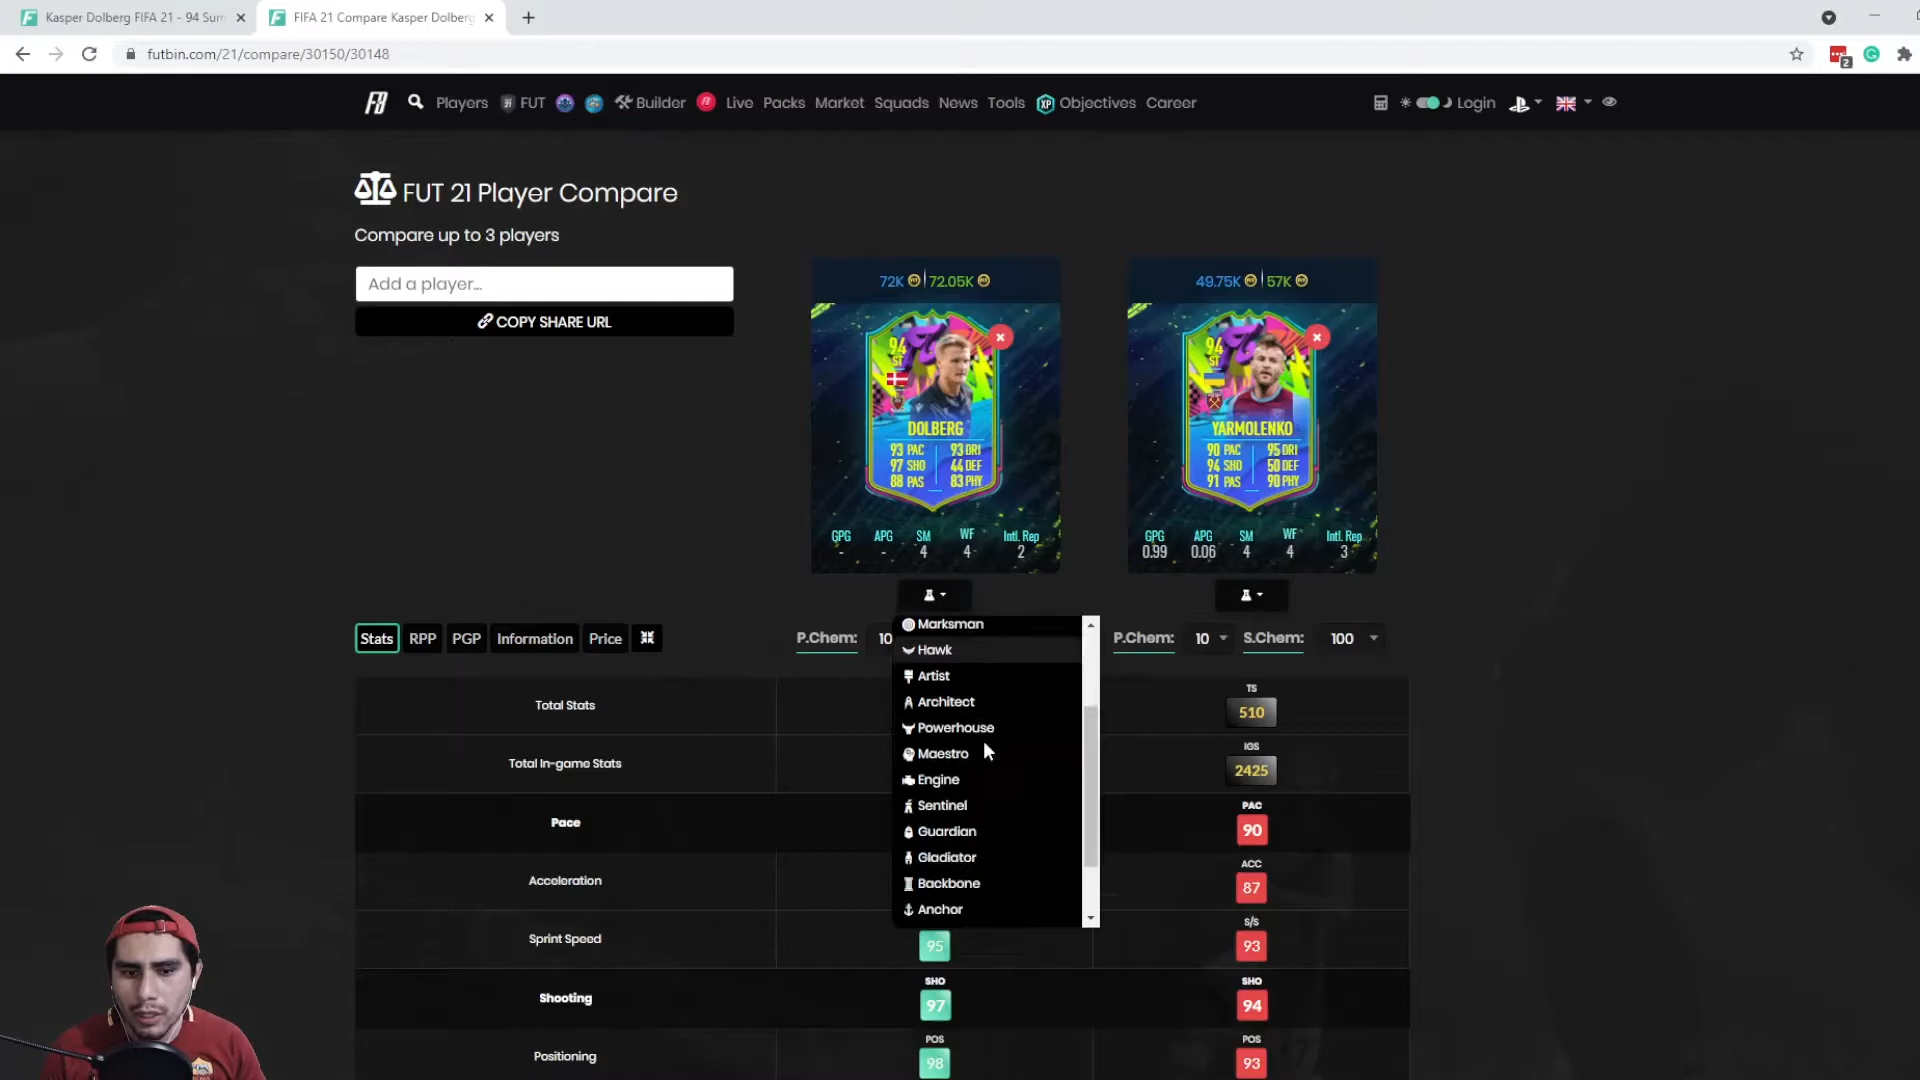 Kasper Dolberg FIFA 21 - 94 Sum
FIFA 21 Compare Kasper Dolberg
futbin.com/21/compare/30150/30148
2
Players FUT Builder Live Packs Market Squads News Tools XP Objectives Career Login
FUT 21 Player Compare
Compare up to 3 players
Add a player...
COPY SHARE URL
72K | 72.05K
94
ST
DOLBERG
93 PAC 93 DRI
97 SHO 44 DEF
88 PAS 83 PHY
GPG APG SM WF Intl. Rep
- - 4 4 2
49.75K | 57K
94
ST
YARMOLENKO
90 PAC 95 DRI
94 SHO 50 DEF
91 PAS 90 PHY
GPG APG SM WF Intl. Rep
0.99 0.06 4 4 3
Stats RPP PGP Information Price
P.Chem: 10
P.Chem: 10 S.Chem: 100
Marksman
Hawk
Artist
Architect
Powerhouse
Maestro
Engine
Sentinel
Guardian
Gladiator
Backbone
Anchor
Total Stats TS 510
Total In-game Stats IGS 2425
Pace PAC 90
Acceleration ACC 87
Sprint Speed 95 S/S 93
Shooting SHO 97 SHO 94
Positioning POS 98 POS 93